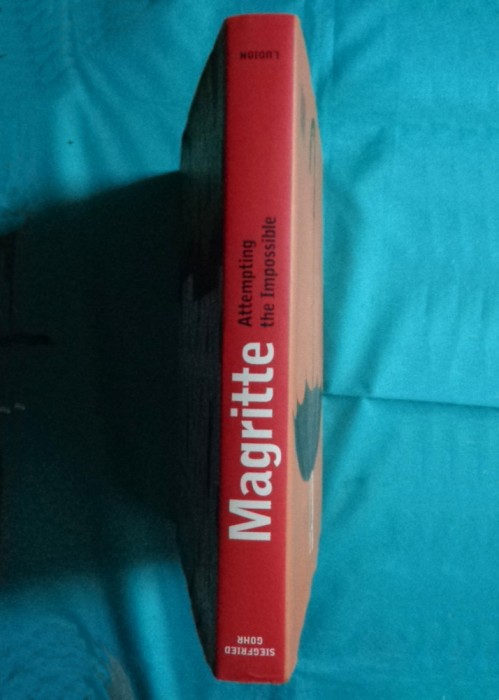 SIEGFRIED
GOHR
Magritte
Attempting
the Impossible
LUDION